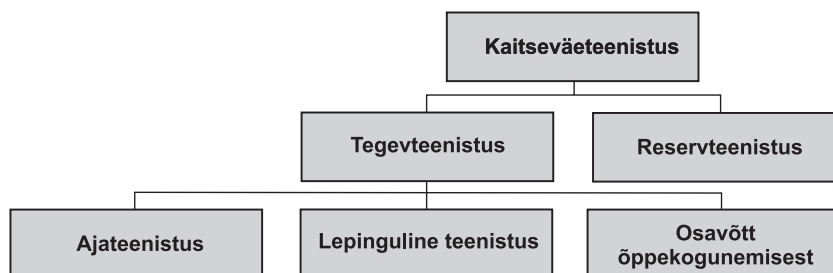 Kaitseväeteenistus
Tegevteenistus
Reservteenistus
Ajateenistus
Lepinguline teenistus
Osavõtt
õppekogunemisest